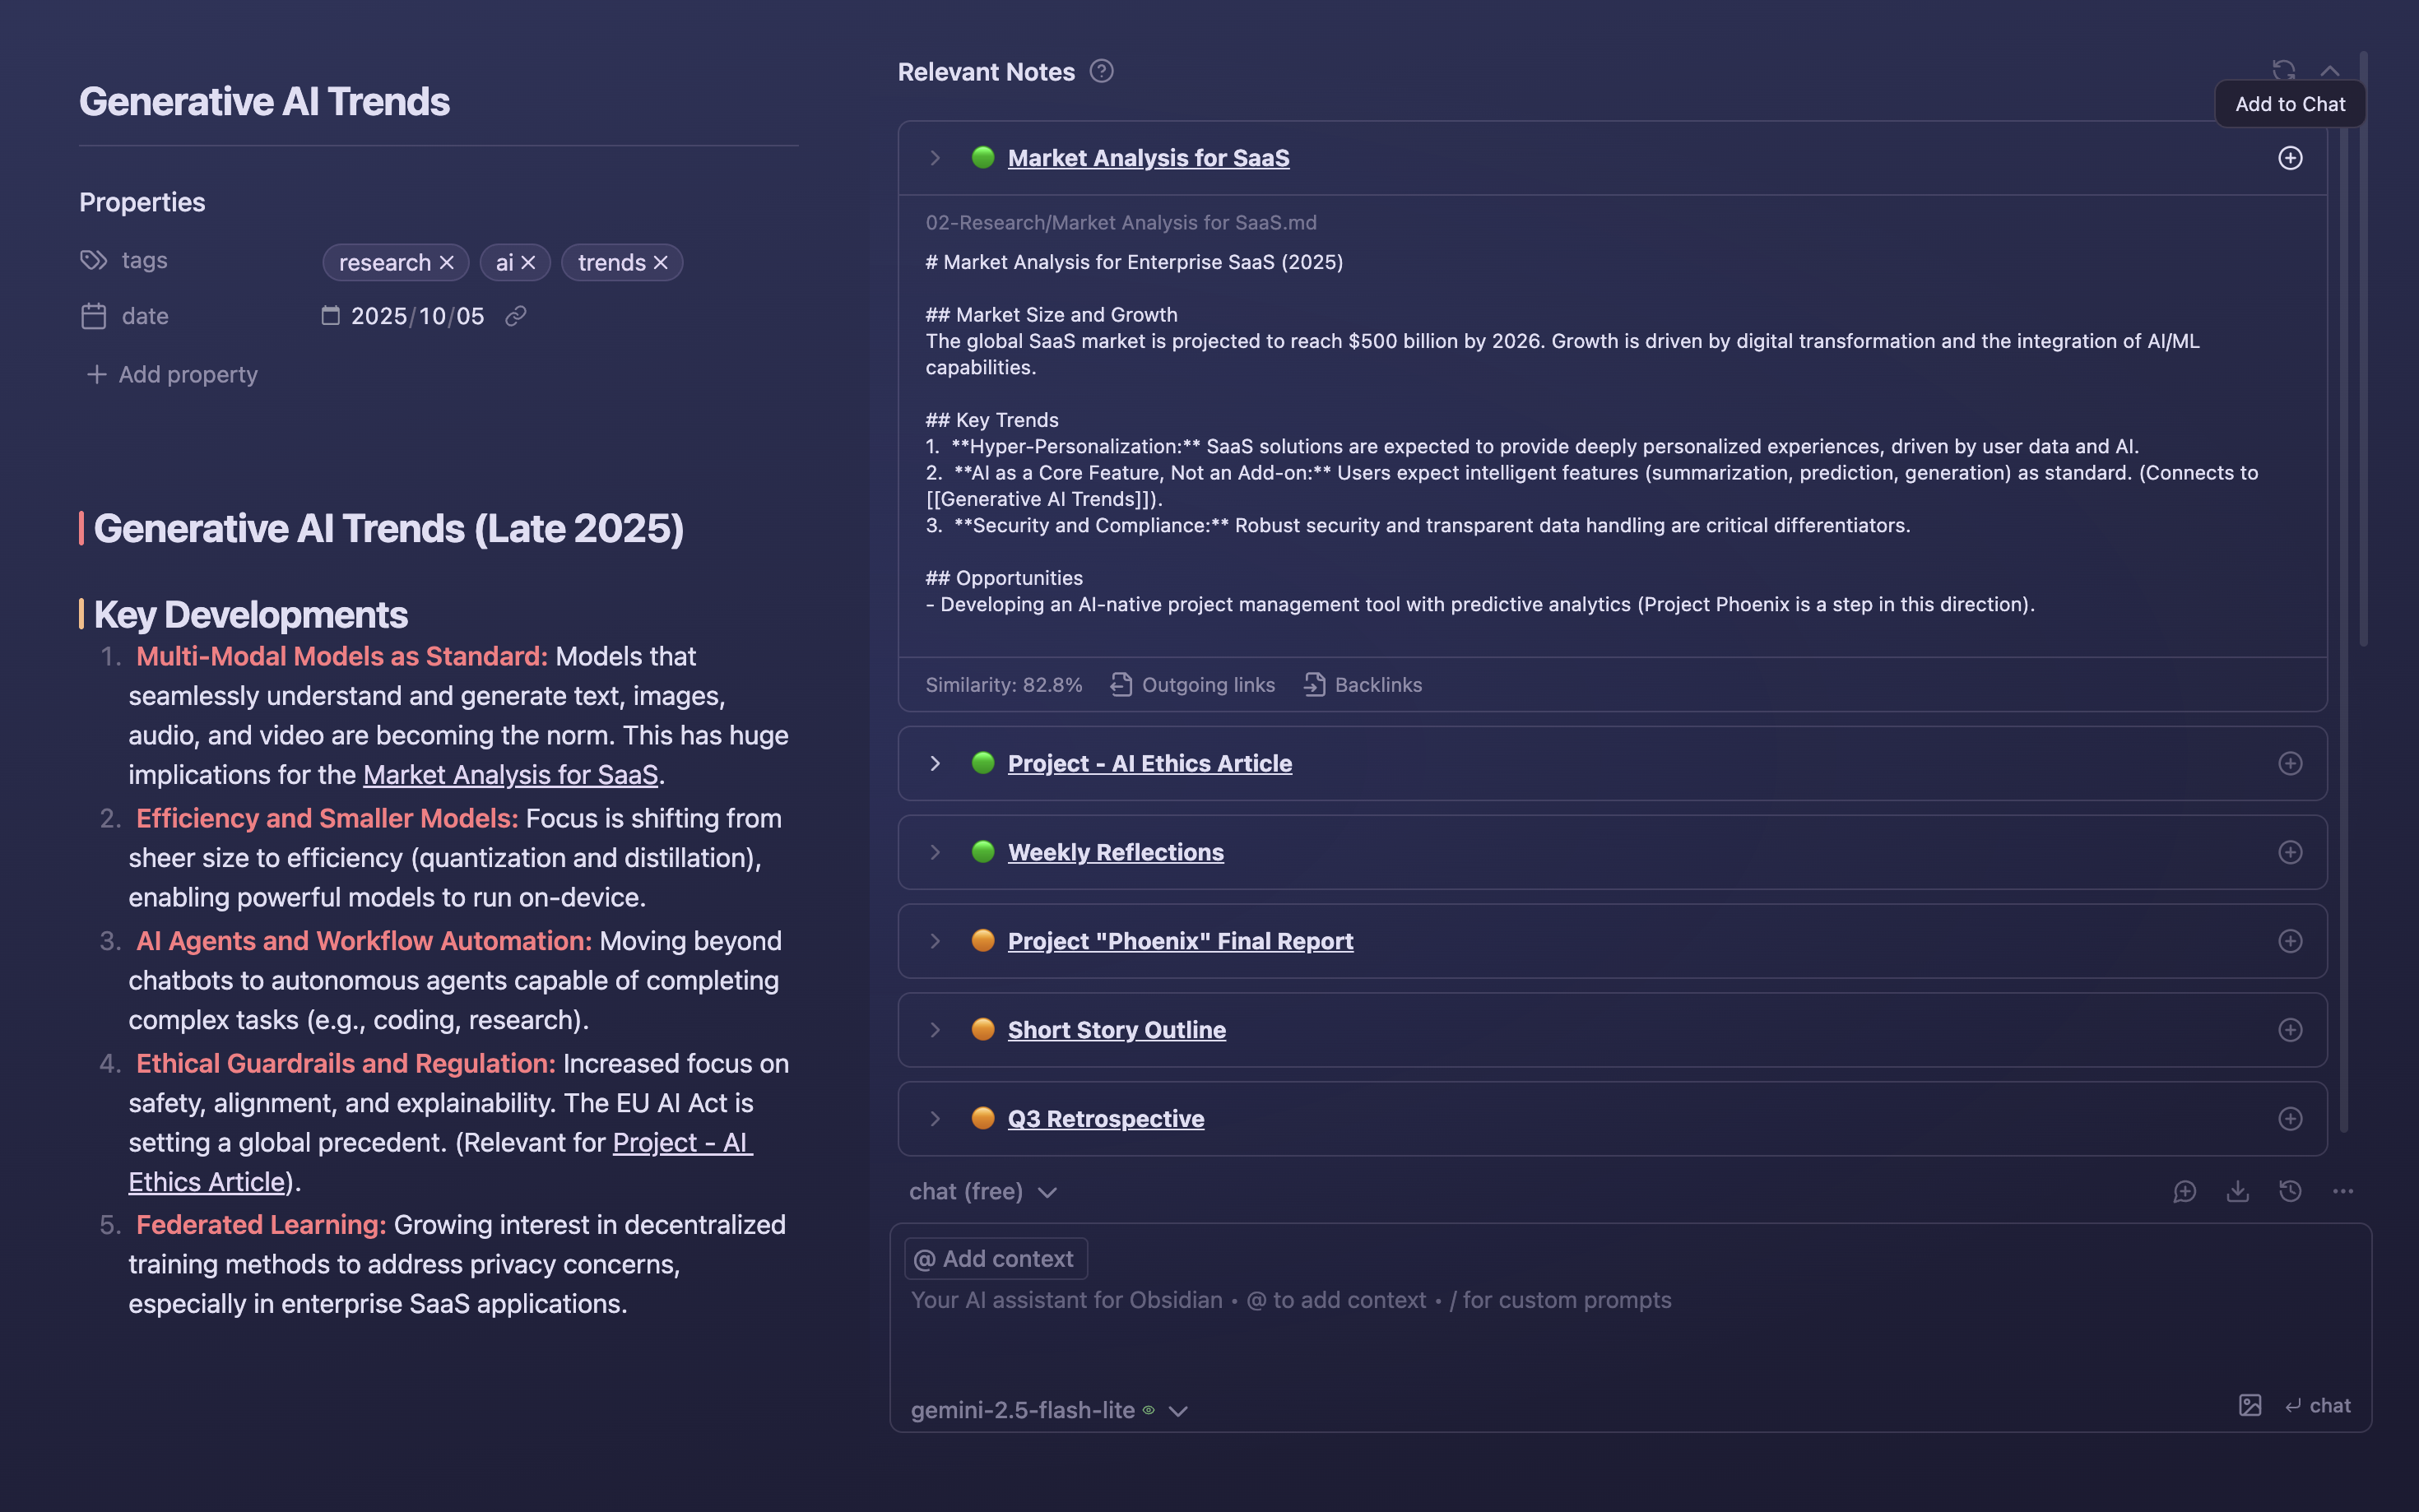 Generative AI Trends
Properties
tags
research
ai
trends
date
2025/10/05
Add property
Generative AI Trends (Late 2025)
Key Developments
1. Multi-Modal Models as Standard: Models that
seamlessly understand and generate text, images,
audio, and video are becoming the norm. This has huge
implications for the Market Analysis for SaaS.
2. Efficiency and Smaller Models: Focus is shifting from
sheer size to efficiency (quantization and distillation),
enabling powerful models to run on-device.
3. AI Agents and Workflow Automation: Moving beyond
chatbots to autonomous agents capable of completing
complex tasks (e.g., coding, research).
4. Ethical Guardrails and Regulation: Increased focus on
safety, alignment, and explainability. The EU AI Act is
setting a global precedent. (Relevant for Project - AI
Ethics Article).
5. Federated Learning: Growing interest in decentralized
training methods to address privacy concerns,
especially in enterprise SaaS applications.
Relevant Notes
Add to Chat
Market Analysis for SaaS
02-Research/Market Analysis for SaaS.md
# Market Analysis for Enterprise SaaS (2025)
## Market Size and Growth
The global SaaS market is projected to reach $500 billion by 2026. Growth is driven by digital transformation and the integration of AI/ML
capabilities.
## Key Trends
1. **Hyper-Personalization:** SaaS solutions are expected to provide deeply personalized experiences, driven by user data and AI.
2. **AI as a Core Feature, Not an Add-on:** Users expect intelligent features (summarization, prediction, generation) as standard. (Connects to
[[Generative AI Trends]]).
3. **Security and Compliance:** Robust security and transparent data handling are critical differentiators.
## Opportunities
- Developing an AI-native project management tool with predictive analytics (Project Phoenix is a step in this direction).
Similarity: 82.8%
Outgoing links
Backlinks
Project - AI Ethics Article
Weekly Reflections
Project "Phoenix" Final Report
Short Story Outline
Q3 Retrospective
chat (free)
@ Add context
Your AI assistant for Obsidian • @ to add context • / for custom prompts
gemini-2.5-flash-lite
chat